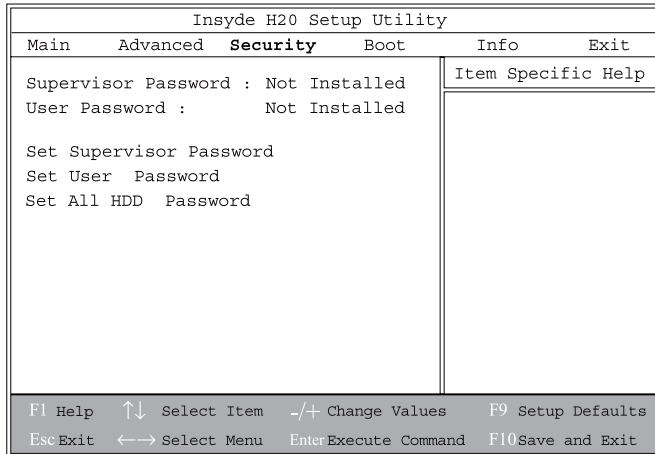 Insyde H20 Setup Utility
Main Advanced Security Boot Info Exit
Supervisor Password : Not Installed
User Password : Not Installed
Set Supervisor Password
Set User Password
Set All HDD Password
Item Specific Help
F1 Help ↑↓ Select Item -/+ Change Values F9 Setup Defaults
Esc Exit ←→ Select Menu Enter Execute Command F10 Save and Exit